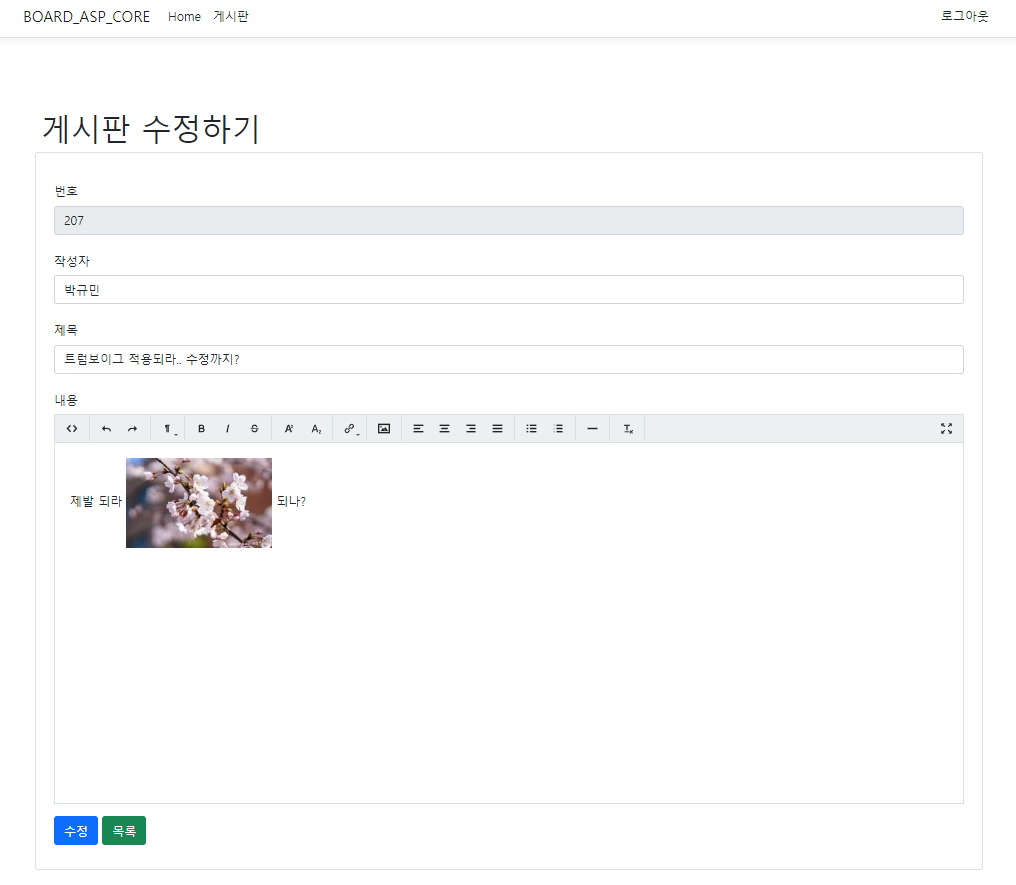 BOARD_ASP_CORE Home 게시판 로그아웃
게시판 수정하기
번호
207
작성자
박규민
제목
트럼보이그 적용되라.. 수정까지?
내용
제발 되라 되나?
수정 목록